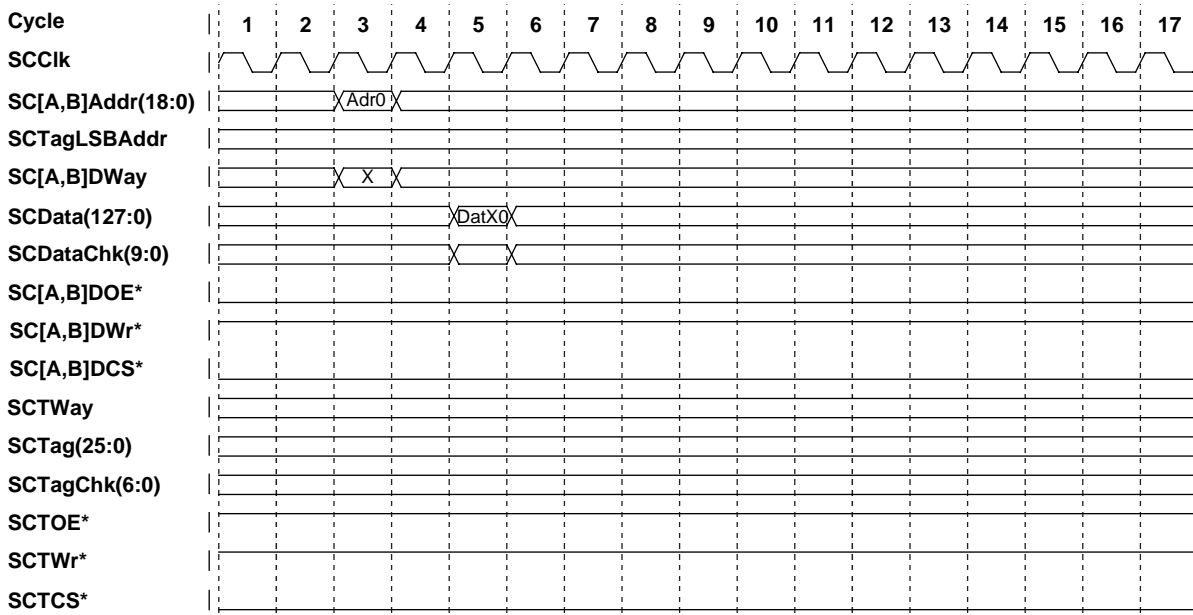 Cycle 1 2 3 4 5 6 7 8 9 10 11 12 13 14 15 16 17
SCClk
SC[A,B]Addr(18:0) Adr0
SCTagLSBAddr
SC[A,B]DWay X
SCData(127:0) DatX0
SCDataChk(9:0)
SC[A,B]DOE*
SC[A,B]DWr*
SC[A,B]DCS*
SCTWay
SCTag(25:0)
SCTagChk(6:0)
SCTOE*
SCTWr*
SCTCS*